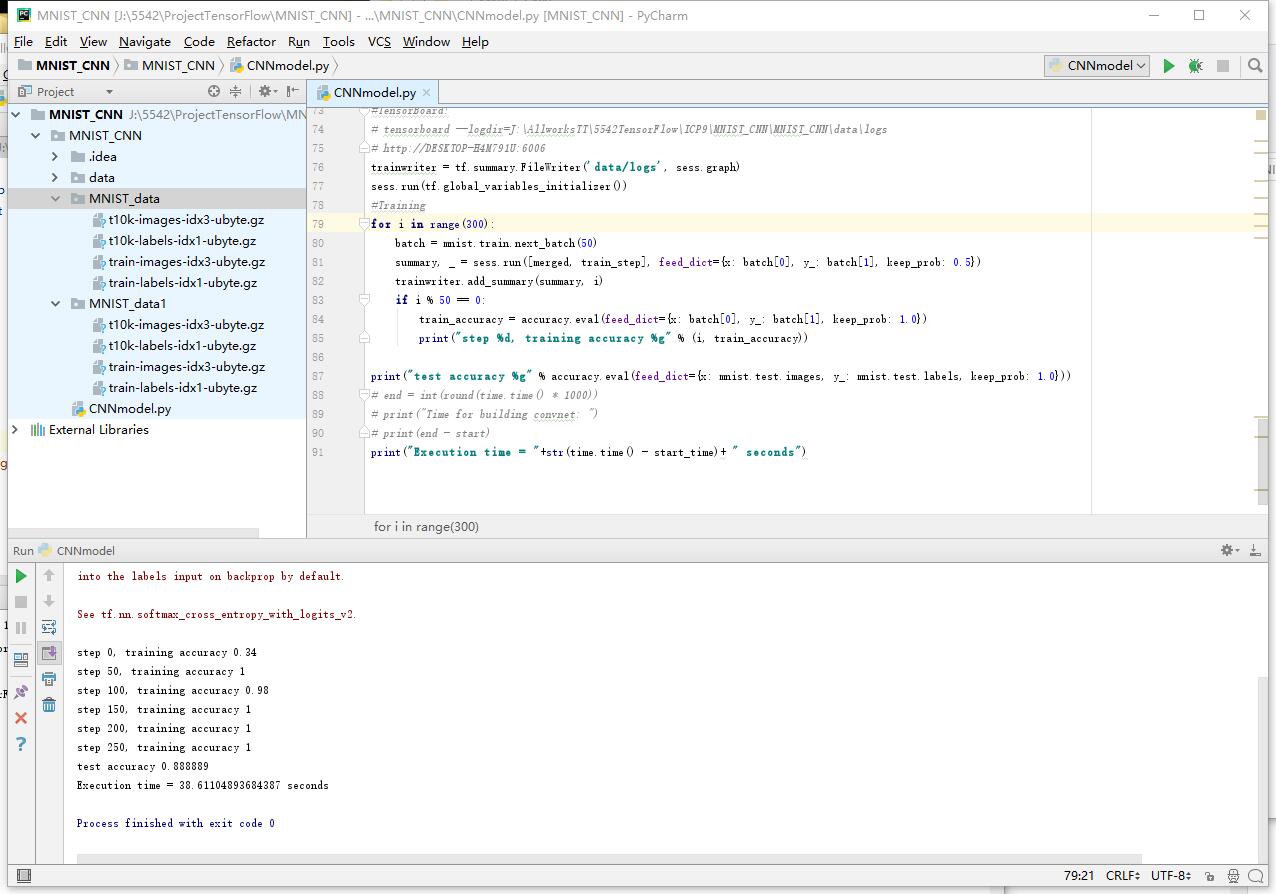 MNIST_CNN [J:\5542\ProjectTensorFlow\MNIST_CNN] - ...\MNIST_CNN\CNNmodel.py [MNIST_CNN] - PyCharm
File Edit View Navigate Code Refactor Run Tools VCS Window Help
MNIST_CNN MNIST_CNN CNNmodel.py CNNmodel
Project CNNmodel.py
MNIST_CNN J:\5542\ProjectTensorFlow\MN
MNIST_CNN
.idea
data
MNIST_data
t10k-images-idx3-ubyte.gz
t10k-labels-idx1-ubyte.gz
train-images-idx3-ubyte.gz
train-labels-idx1-ubyte.gz
MNIST_data1
t10k-images-idx3-ubyte.gz
t10k-labels-idx1-ubyte.gz
train-images-idx3-ubyte.gz
train-labels-idx1-ubyte.gz
CNNmodel.py
External Libraries
73 #TensorBoard:
74 # tensorboard --logdir=J:\AllworksTT\5542TensorFlow\ICP9\MNIST_CNN\MNIST_CNN\data\logs
75 # http://DESKTOP-H4M791U:6006
76 trainwriter = tf.summary.FileWriter('data/logs', sess.graph)
77 sess.run(tf.global_variables_initializer())
78 #Training
79 for i in range(300):
80 batch = mnist.train.next_batch(50)
81 summary, _ = sess.run([merged, train_step], feed_dict={x: batch[0], y_: batch[1], keep_prob: 0.5})
82 trainwriter.add_summary(summary, i)
83 if i % 50 == 0:
84 train_accuracy = accuracy.eval(feed_dict={x: batch[0], y_: batch[1], keep_prob: 1.0})
85 print("step %d, training accuracy %g" % (i, train_accuracy))
86
87 print("test accuracy %g" % accuracy.eval(feed_dict={x: mnist.test.images, y_: mnist.test.labels, keep_prob: 1.0}))
88 # end = int(round(time.time() * 1000))
89 # print("Time for building convnet: ")
90 # print(end - start)
91 print("Execution time = "+str(time.time() - start_time)+ " seconds")
for i in range(300)
Run CNNmodel
into the labels input on backprop by default.
See tf.nn.softmax_cross_entropy_with_logits_v2.
step 0, training accuracy 0.34
step 50, training accuracy 1
step 100, training accuracy 0.98
step 150, training accuracy 1
step 200, training accuracy 1
step 250, training accuracy 1
test accuracy 0.888889
Execution time = 38.61104893684387 seconds
Process finished with exit code 0
79:21 CRLF UTF-8